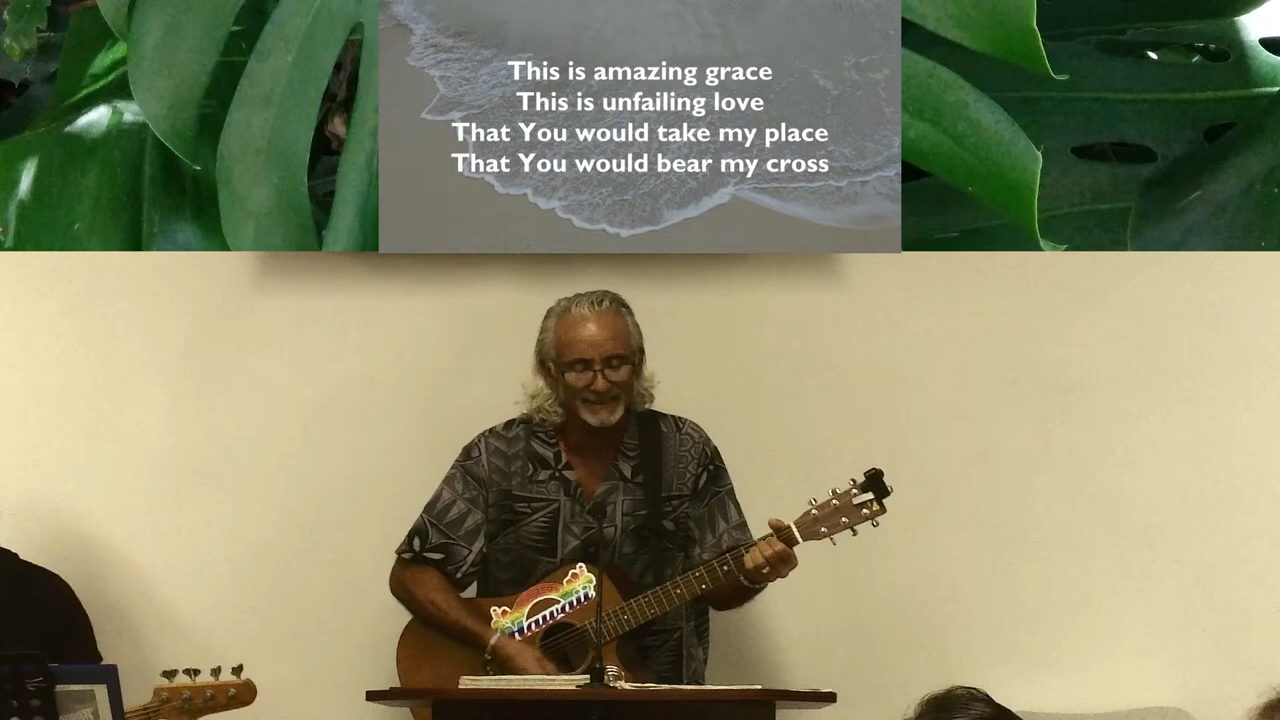 This is amazing grace
This is unfailing love
That You would take my place
That You would bear my cross
Hawaii